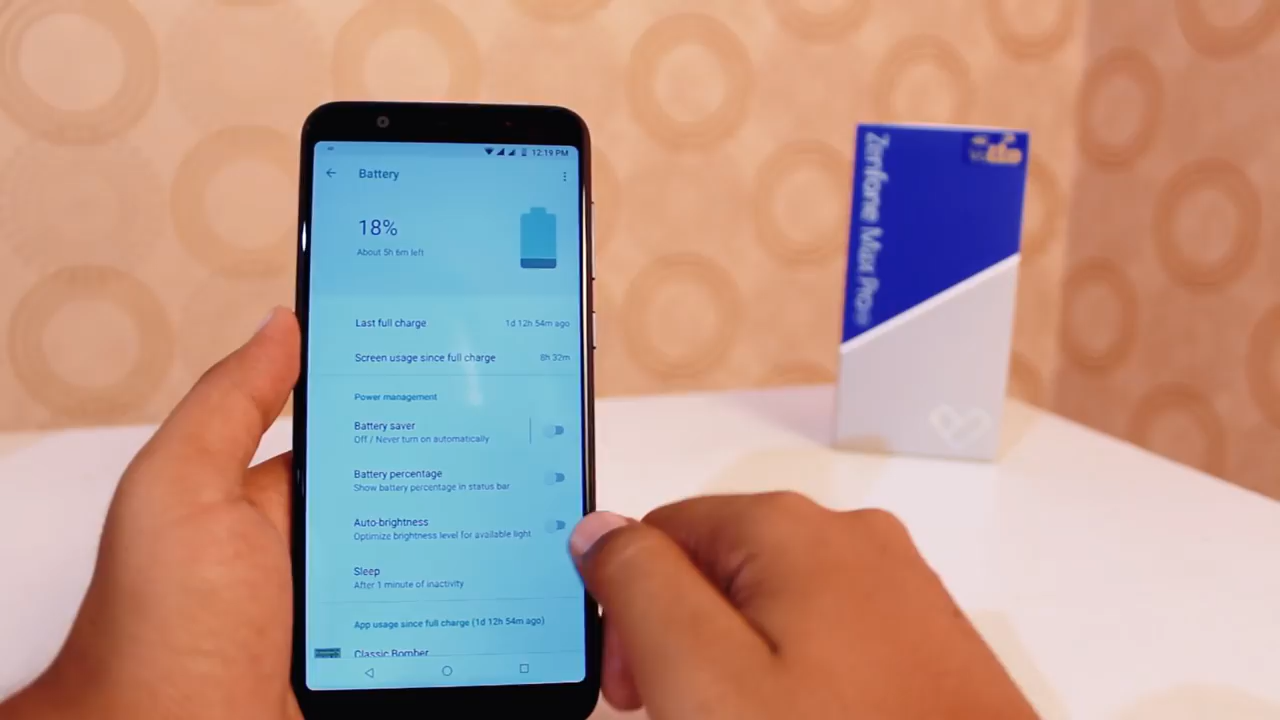 12:19 PM
Battery
18%
About 5h 6m left
Last full charge 1d 12h 54m ago
Screen usage since full charge 8h 32m
Power management
Battery saver
Off / Never turn on automatically
Battery percentage
Show battery percentage in status bar
Auto-brightness
Optimize brightness level for available light
Sleep
After 1 minute of inactivity
App usage since full charge (1d 12h 54m ago)
Classic Bomber
Zenfone Max Pro